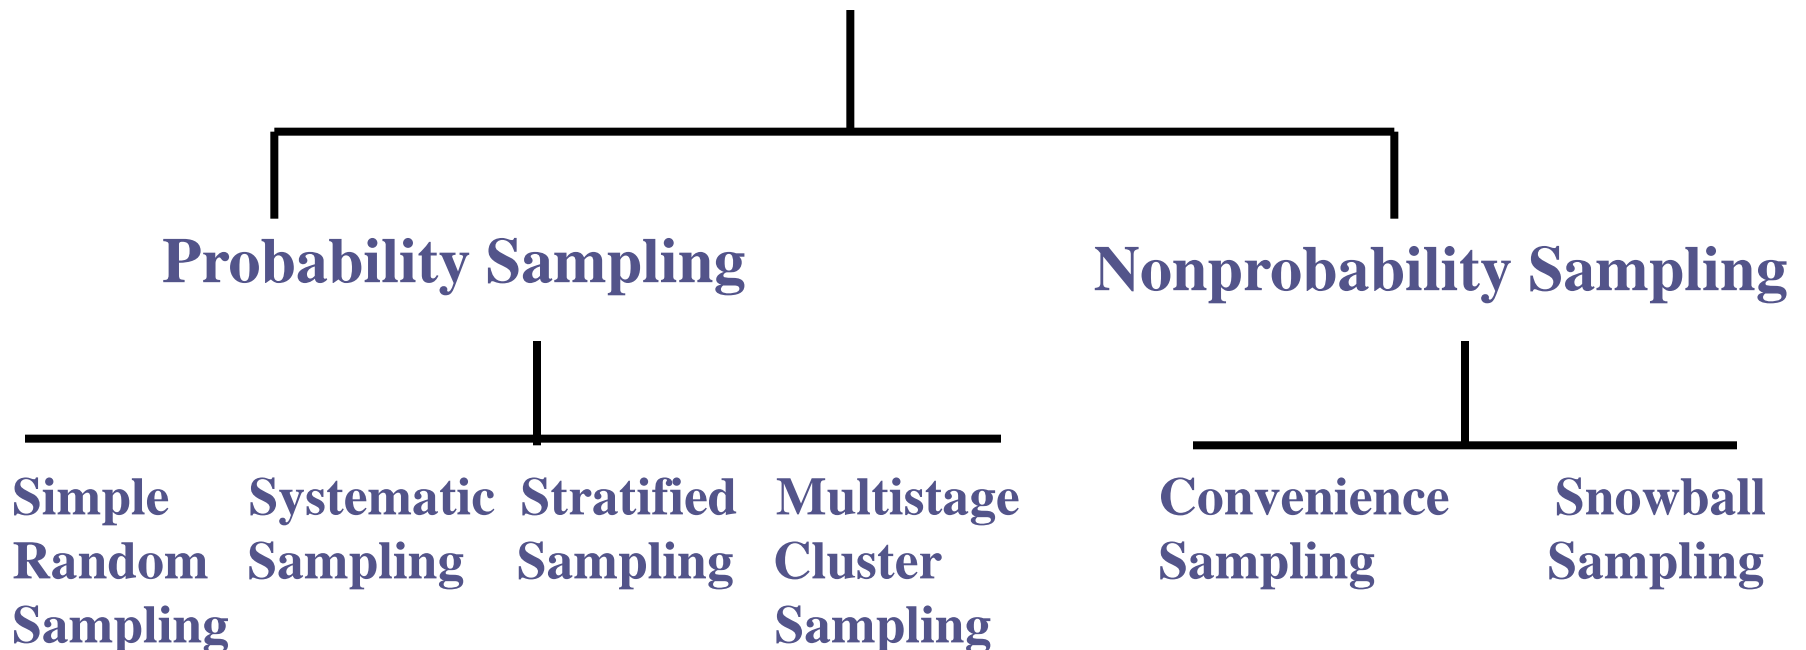 Probability Sampling
Nonprobability Sampling
Simple
Random
Sampling
Systematic
Sampling
Stratified
Sampling
Multistage
Cluster
Sampling
Convenience
Sampling
Snowball
Sampling